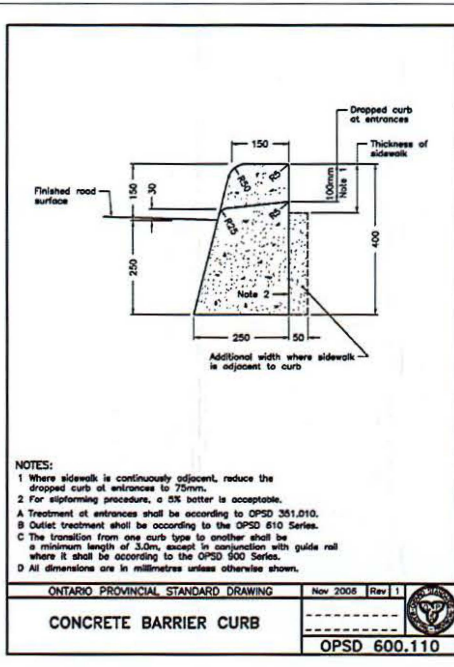 Dropped curb
at entrances
150
Thickness of
sidewalk
R50
R5
100mm
Note 1
150
30
Finished road
surface
R25
R5
400
250
Note 2
250
50
Additional width where sidewalk
is adjacent to curb
NOTES:
1 Where sidewalk is continuously adjacent, reduce the
dropped curb at entrances to 75mm.
2 For slipforming procedure, a 5% batter is acceptable.
A Treatment at entrances shall be according to OPSD 351.010.
B Outlet treatment shall be according to the OPSD 610 Series.
C The transition from one curb type to another shall be
a minimum length of 3.0m, except in conjunction with guide rail
where it shall be according to the OPSD 900 Series.
D All dimensions are in millimetres unless otherwise shown.
ONTARIO PROVINCIAL STANDARD DRAWING
Nov 2005
Rev 1
CONCRETE BARRIER CURB
OPSD 600.110